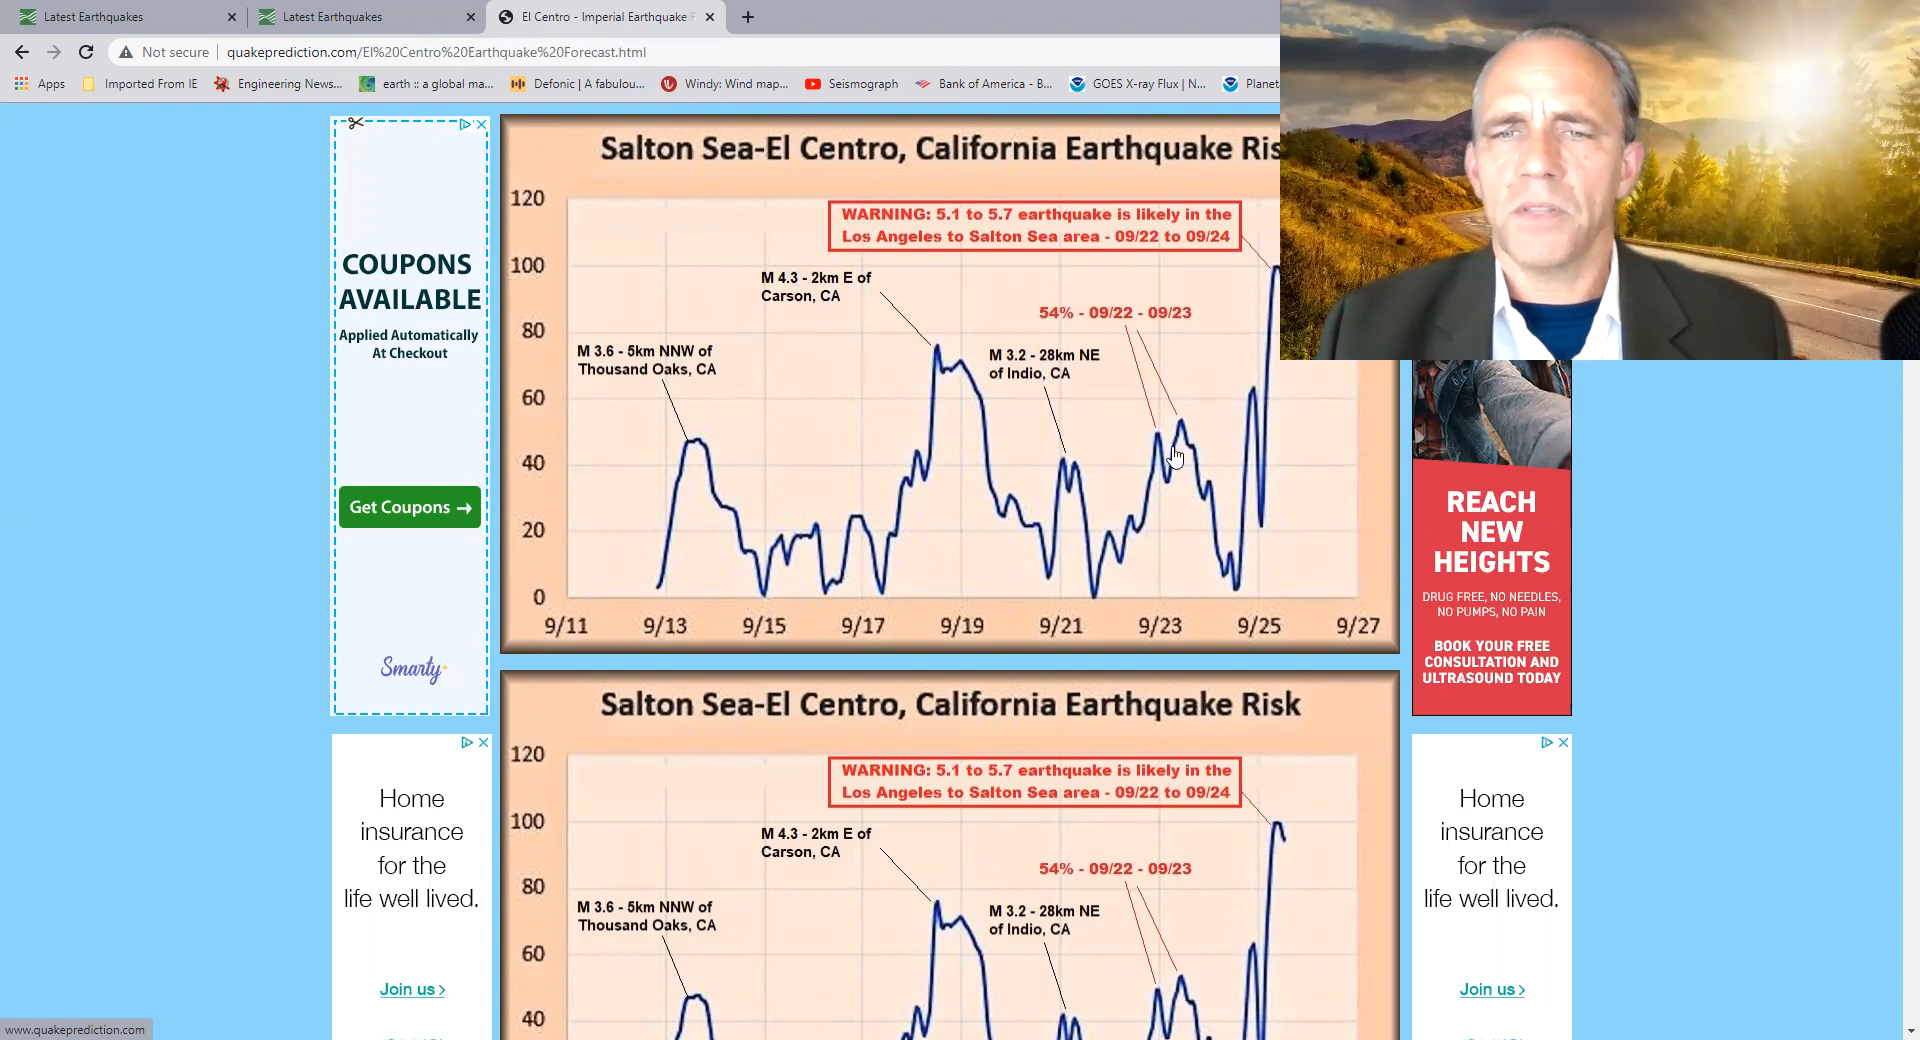 Latest Earthquakes
Latest Earthquakes
El Centro - Imperial Earthquake
Not secure
quakeprediction.com/El%20Centro%20Earthquake%20Forecast.html
Apps
Imported From IE
Engineering News...
earth :: a global ma...
Defonic | A fabulou...
Windy: Wind map...
Seismograph
Bank of America - B...
GOES X-ray Flux | N...
Planet
COUPONS
AVAILABLE
Applied Automatically
At Checkout
Get Coupons →
Smarty
Home
insurance
for the
life well lived.
Join us >
Salton Sea-El Centro, California Earthquake Ris
120
100
80
60
40
20
0
WARNING: 5.1 to 5.7 earthquake is likely in the
Los Angeles to Salton Sea area - 09/22 to 09/24
M 4.3 - 2km E of
Carson, CA
54% - 09/22 - 09/23
M 3.6 - 5km NNW of
Thousand Oaks, CA
M 3.2 - 28km NE
of Indio, CA
9/11 9/13 9/15 9/17 9/19 9/21 9/23 9/25 9/27
Salton Sea-El Centro, California Earthquake Risk
120
100
80
60
40
WARNING: 5.1 to 5.7 earthquake is likely in the
Los Angeles to Salton Sea area - 09/22 to 09/24
M 4.3 - 2km E of
Carson, CA
54% - 09/22 - 09/23
M 3.6 - 5km NNW of
Thousand Oaks, CA
M 3.2 - 28km NE
of Indio, CA
REACH
NEW
HEIGHTS
DRUG FREE, NO NEEDLES,
NO PUMPS, NO PAIN
BOOK YOUR FREE
CONSULTATION AND
ULTRASOUND TODAY
Home
insurance
for the
life well lived.
Join us >
www.quakeprediction.com